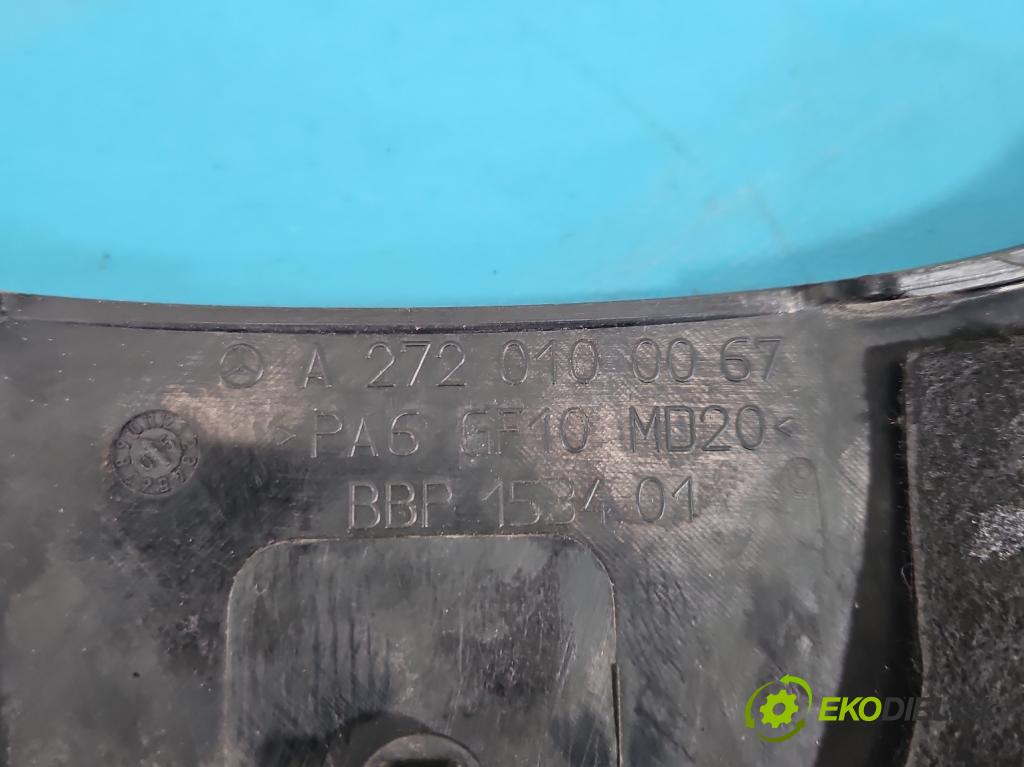 A 272 010 00 67
>PA6 GF10 MD20<
BBP 1534 01
EKODIEL